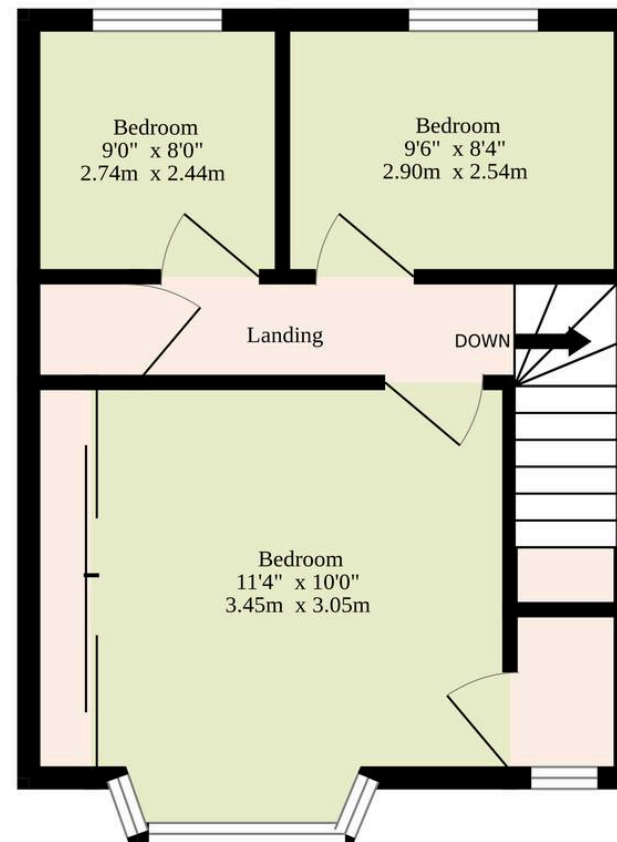 Bedroom
9'0" x 8'0"
2.74m x 2.44m
Bedroom
9'6" x 8'4"
2.90m x 2.54m
Landing
DOWN
Bedroom
11'4" x 10'0"
3.45m x 3.05m